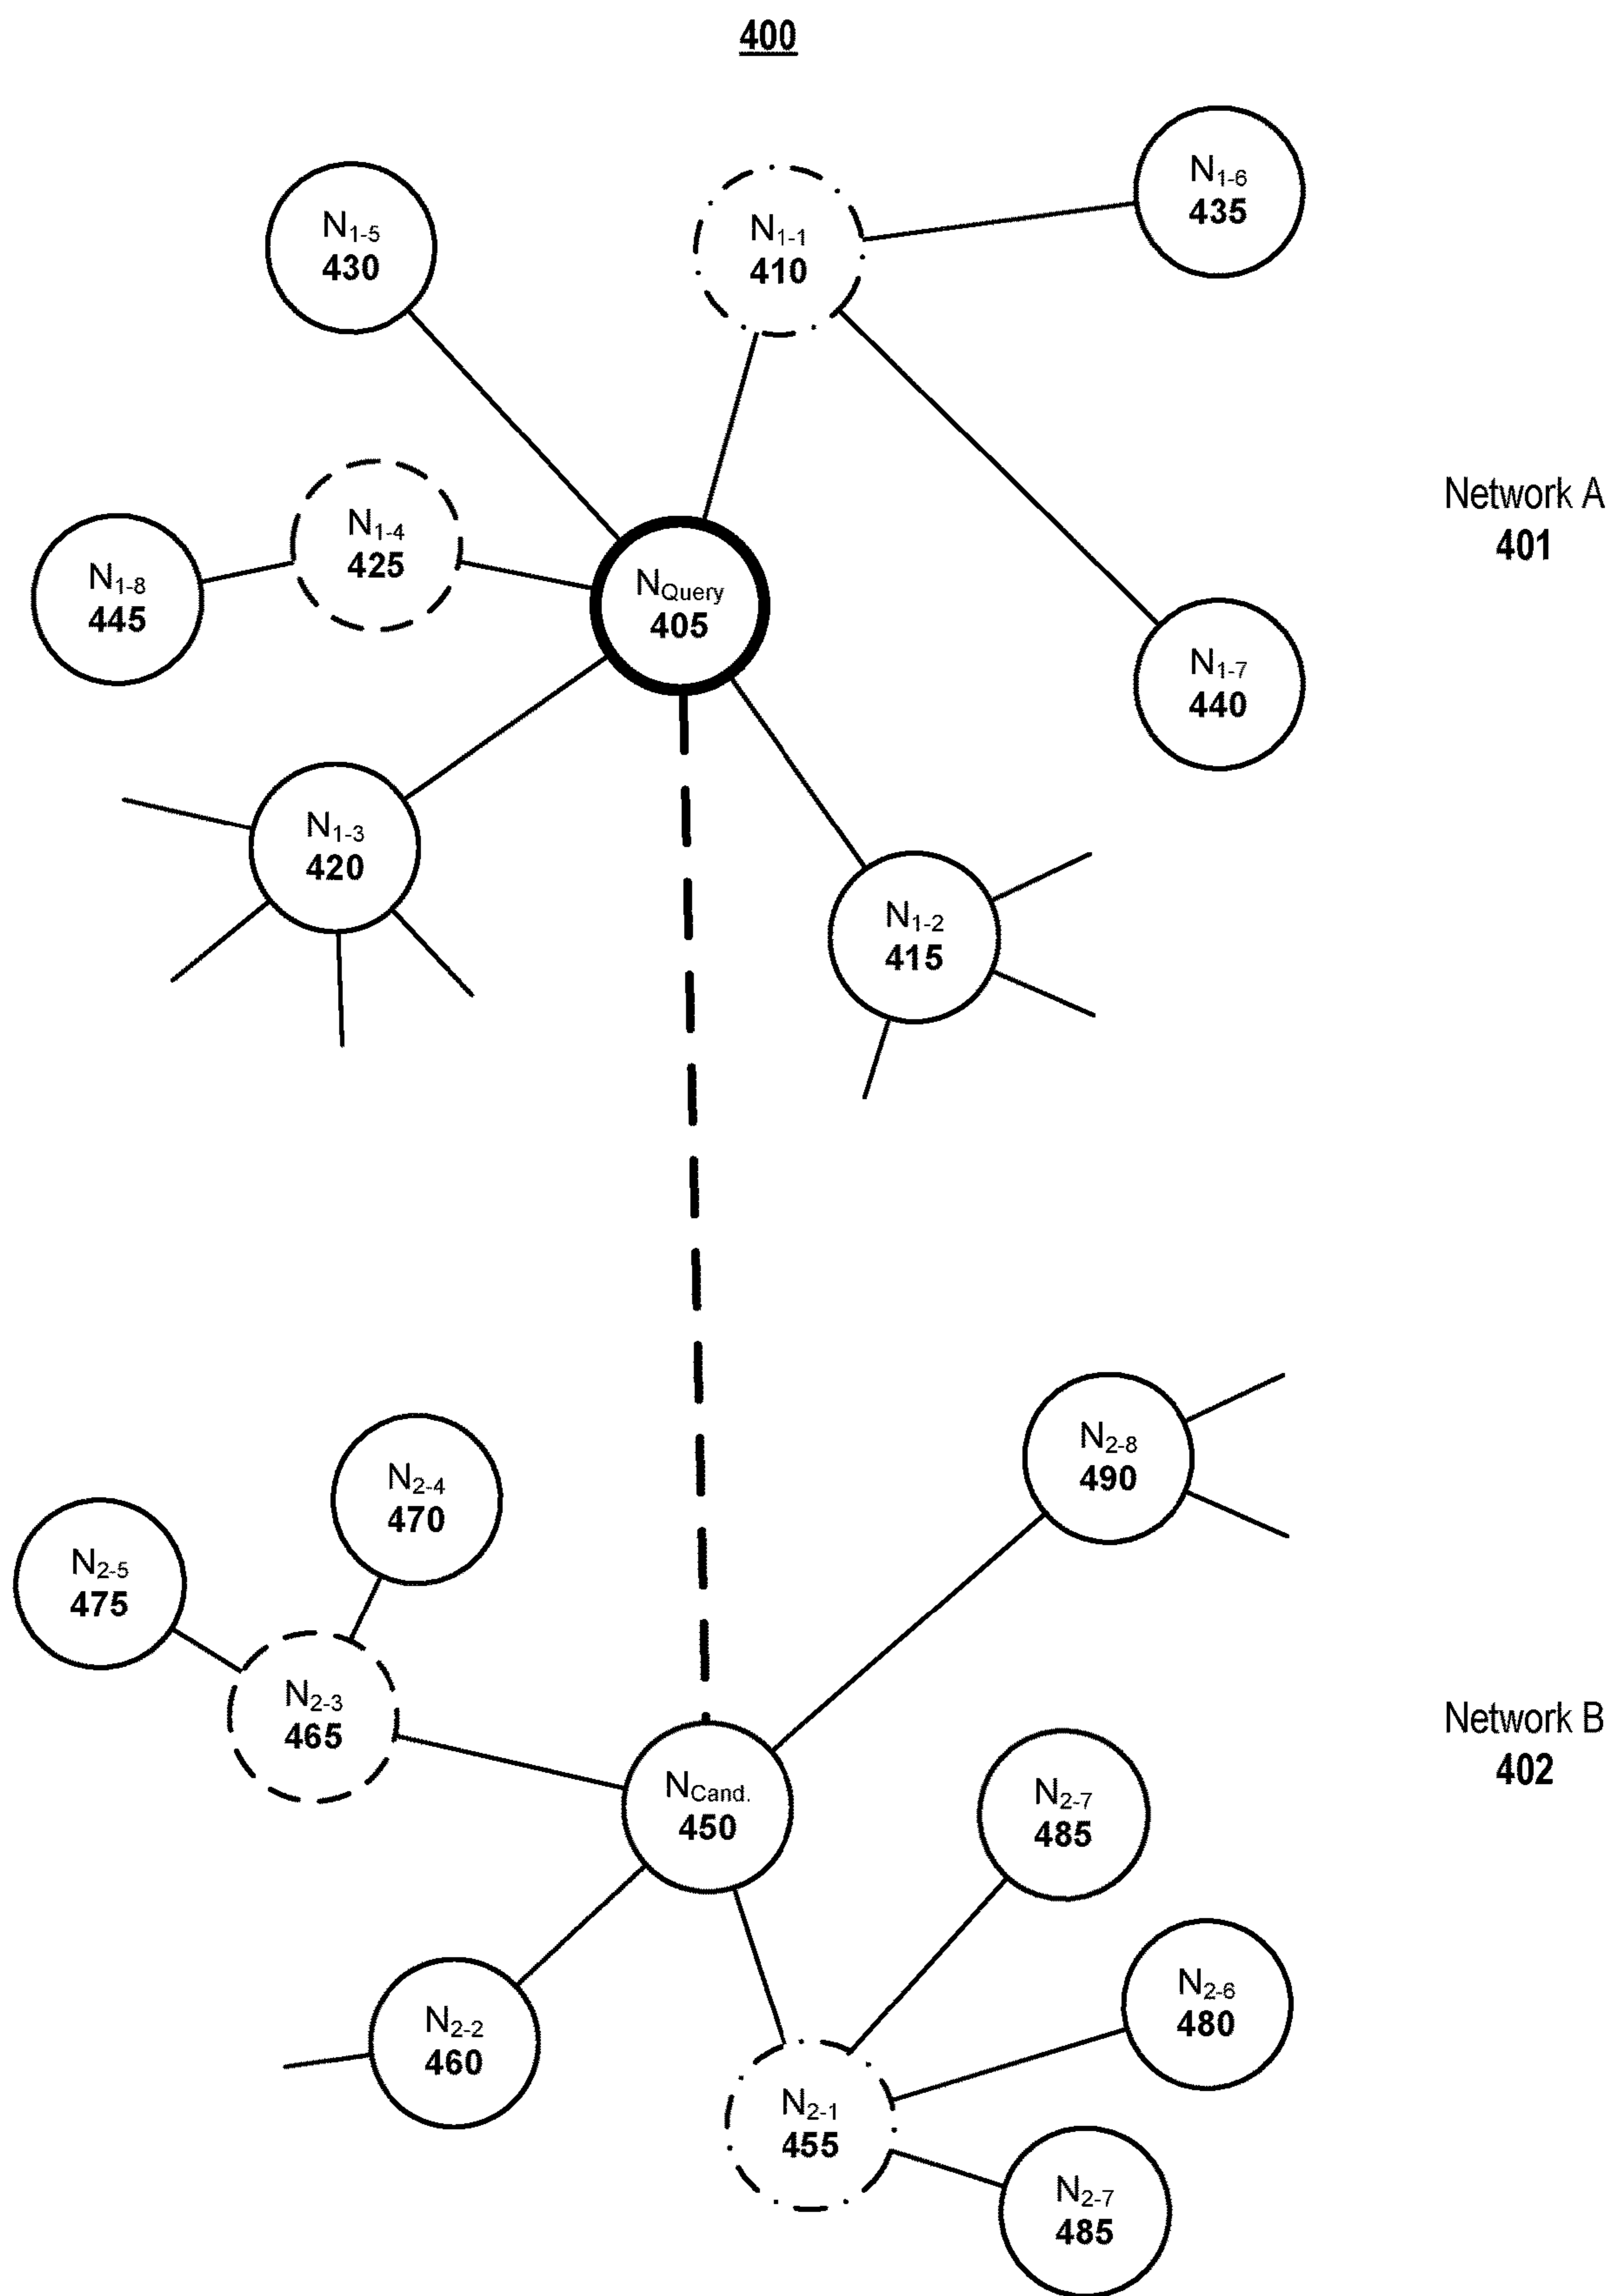 400
N1-6
435
N1-1
410
N1-5
430
Network A
401
N1-4
425
N1-8
445
NQuery
405
N1-7
440
N1-3
420
N1-2
415
N2-8
490
N2-4
470
N2-5
475
N2-3
465
Network B
402
NCand.
450
N2-7
485
N2-6
480
N2-2
460
N2-1
455
N2-7
485